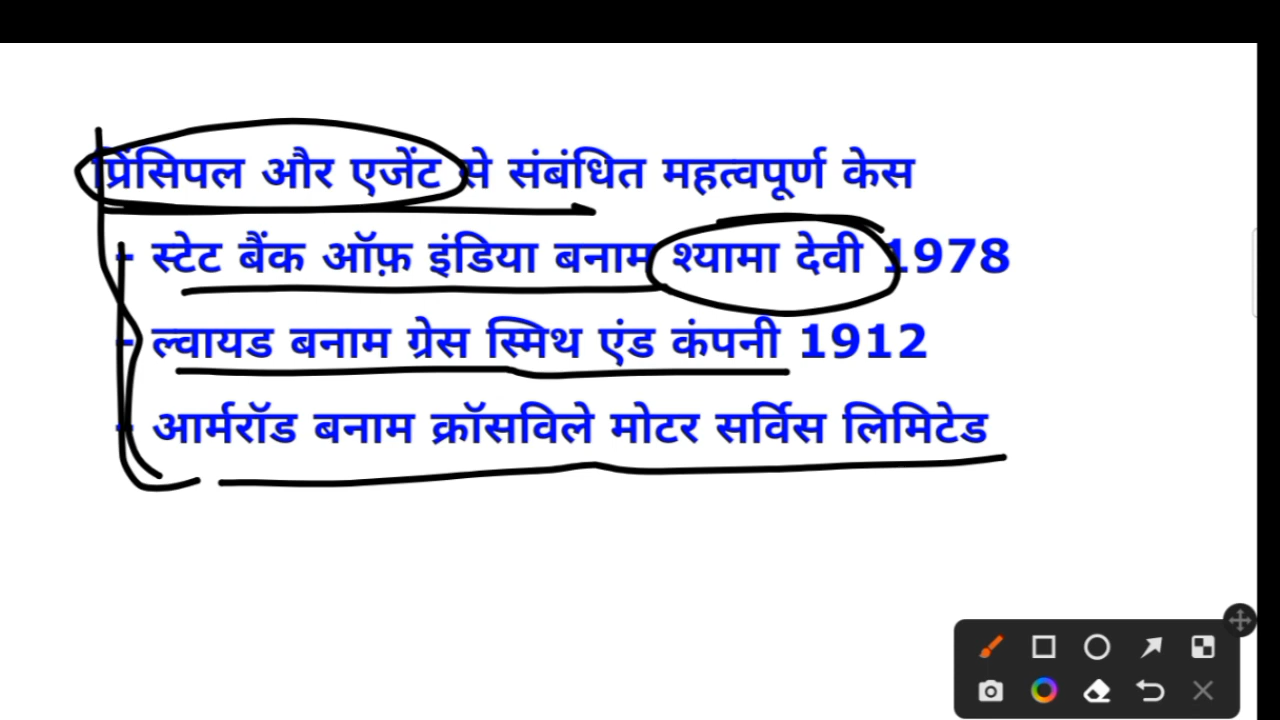 प्रिंसिपल और एजेंट से संबंधित महत्वपूर्ण केस
- स्टेट बैंक ऑफ़ इंडिया बनाम श्यामा देवी 1978
- ल्वायड बनाम ग्रेस स्मिथ एंड कंपनी 1912
- आर्मरॉड बनाम क्रॉसविले मोटर सर्विस लिमिटेड